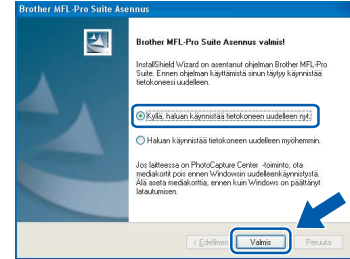 Brother MFL-Pro Suite Asennus
Brother MFL-Pro Suite Asennus valmis!
InstallShield Wizard on asentanut ohjelman Brother MFL-Pro
Suite. Ennen ohjelman käyttämistä sinun täytyy käynnistää
tietokoneesi uudelleen.
Kyllä, haluan käynnistää tietokoneen uudelleen nyt.
Haluan käynnistää tietokoneen uudelleen myöhemmin.
Jos laitteessa on PhotoCapture Center -toiminto, ota
mediakortit pois ennen Windowsin uudelleenkäynnistystä.
Älä aseta mediakorttia, ennen kuin Windows on päättänyt
latautumisen.
< Edellinen
Valmis
Peruuta